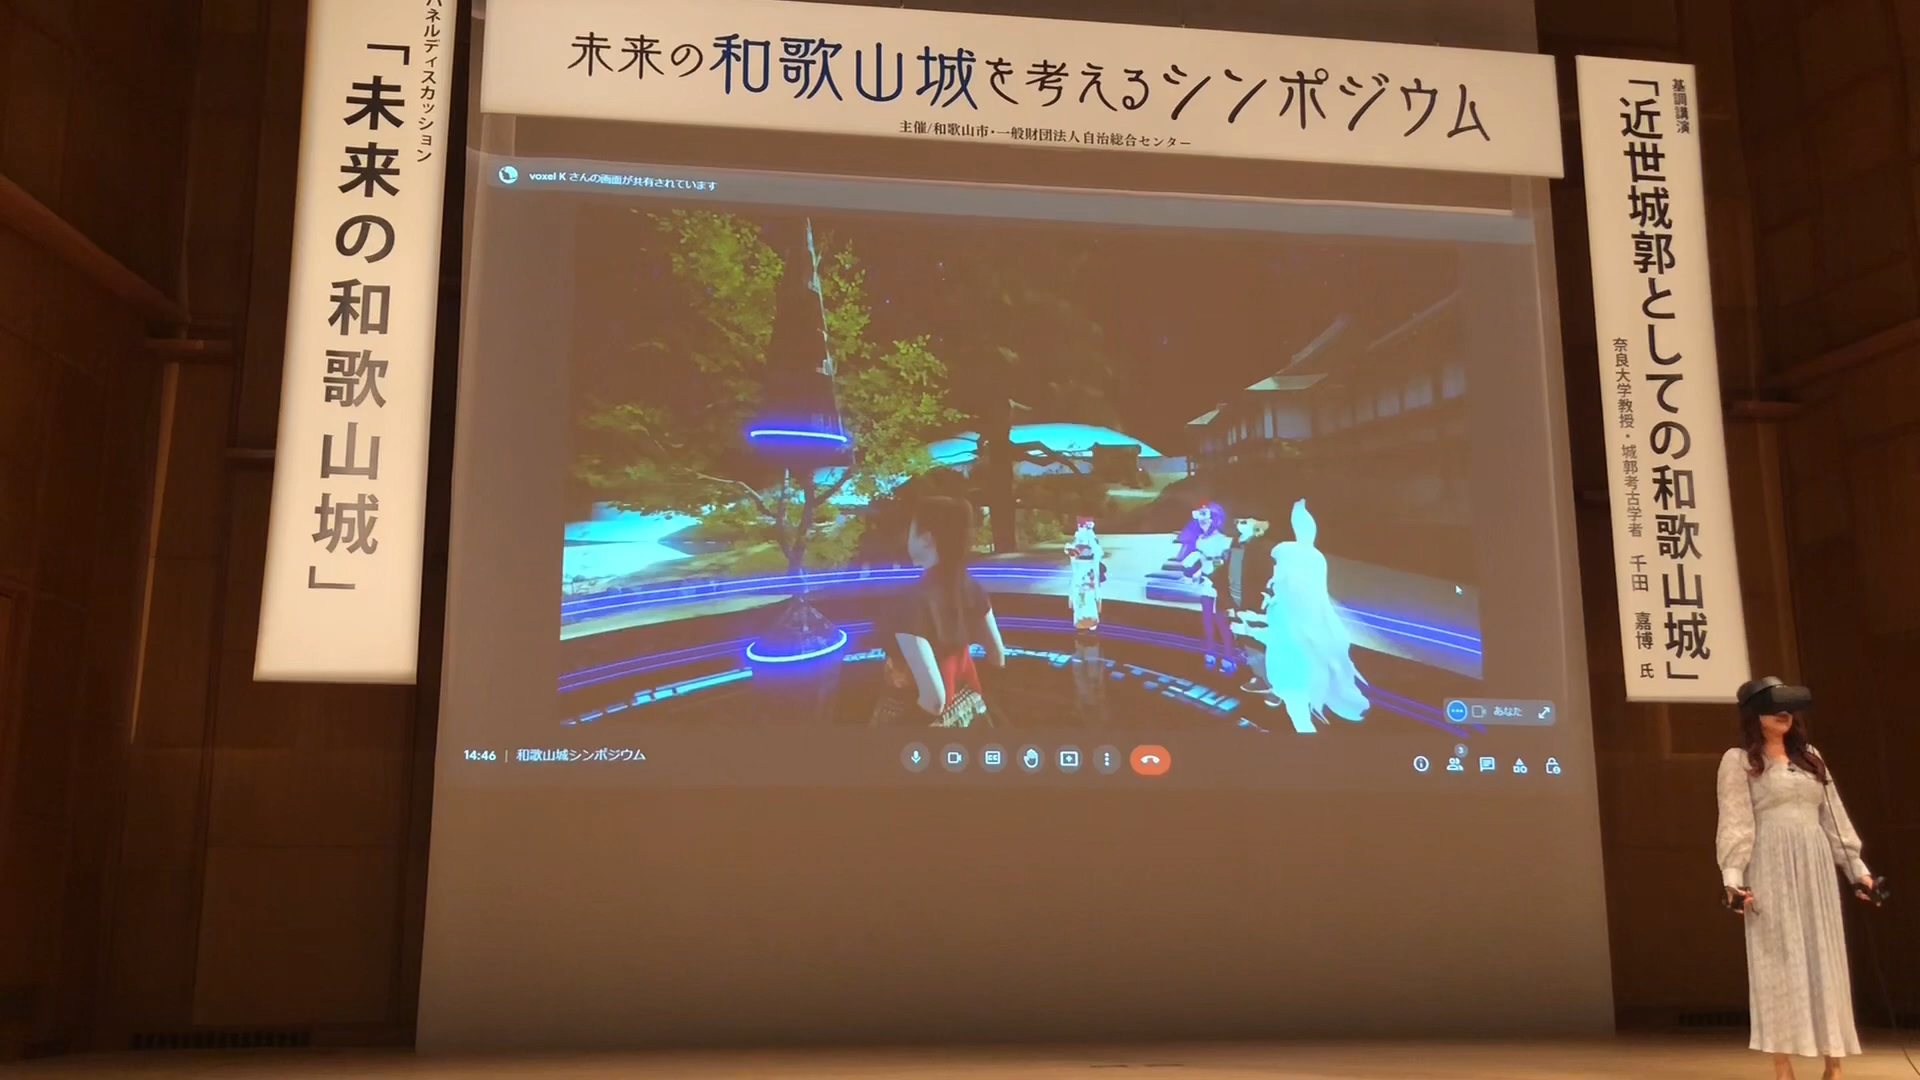 パネルディスカッション
「未来の和歌山城」
未来の和歌山城を考えるシンポジウム
主催/和歌山市・一般財団法人自治総合センター
基調講演
「近世城郭としての和歌山城」
奈良大学教授・城郭考古学者 千田 嘉博 氏
voxel K さんの画面が共有されています
あなた
14:46 | 和歌山城シンポジウム
3